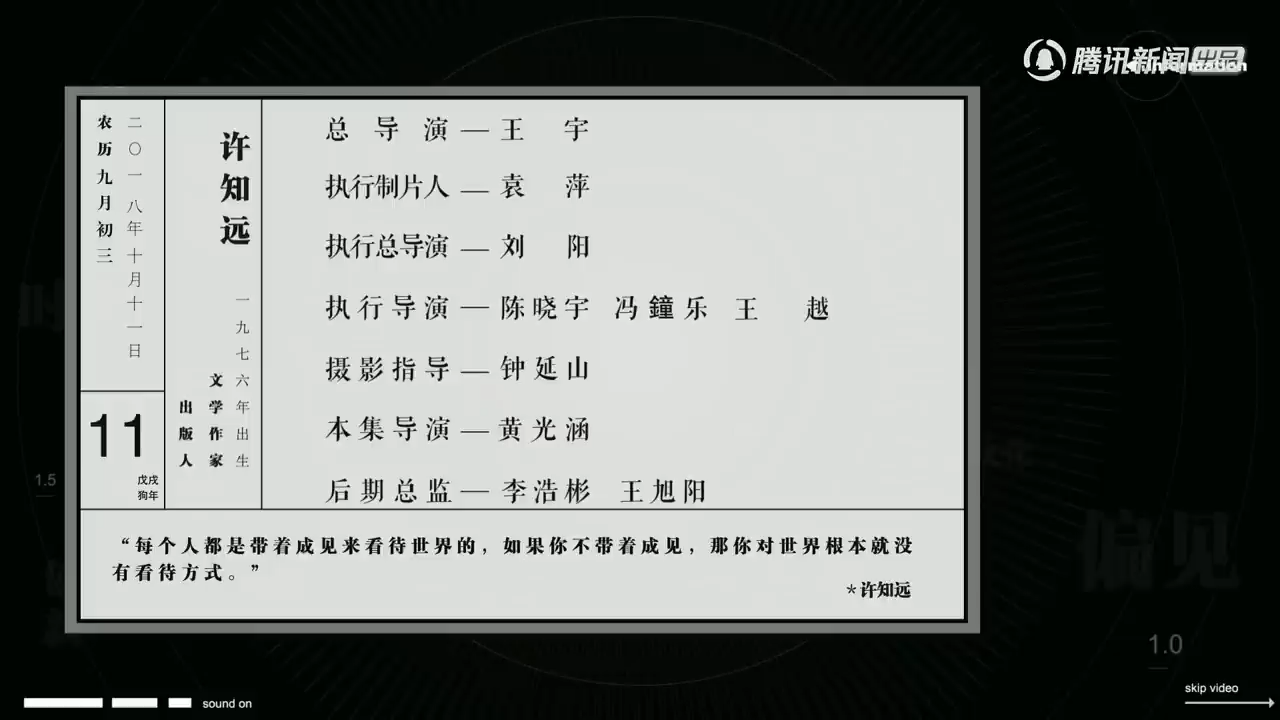 腾讯新闻出品
information
农历九月初三
二〇一八年十月十一日
11
戊戌
狗年
许知远
一九七六年出生
文学作家
出版人
总导演—王宇
执行制片人—袁萍
执行总导演—刘阳
执行导演—陈晓宇 冯鐘乐 王越
摄影指导—钟延山
本集导演—黄光涵
后期总监—李浩彬 王旭阳
“每个人都是带着成见来看待世界的，如果你不带着成见，那你对世界根本就没
有看待方式。”
*许知远
1.5
偏见
1.0
skip video
sound on